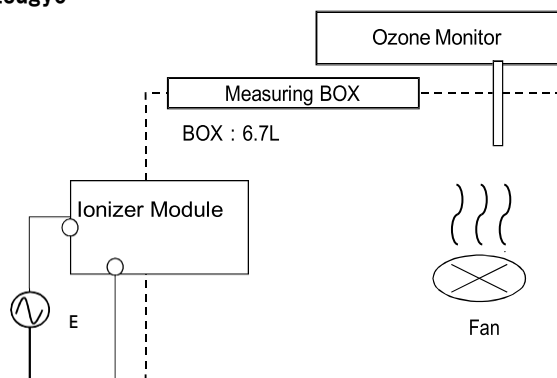 Ozone Monitor
Measuring BOX
BOX : 6.7L
Ionizer Module
E
Fan